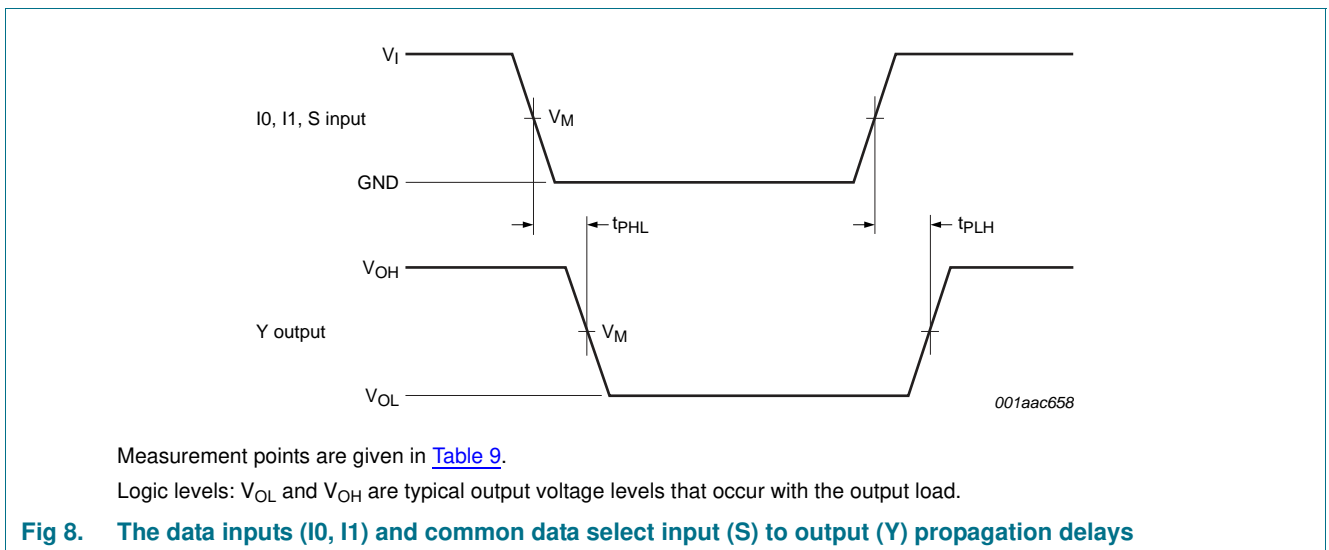 VI
I0, I1, S input
VM
GND
tPHL
tPLH
VOH
Y output
VM
VOL
001aac658
Measurement points are given in Table 9.
Logic levels: VOL and VOH are typical output voltage levels that occur with the output load.
Fig 8. The data inputs (I0, I1) and common data select input (S) to output (Y) propagation delays